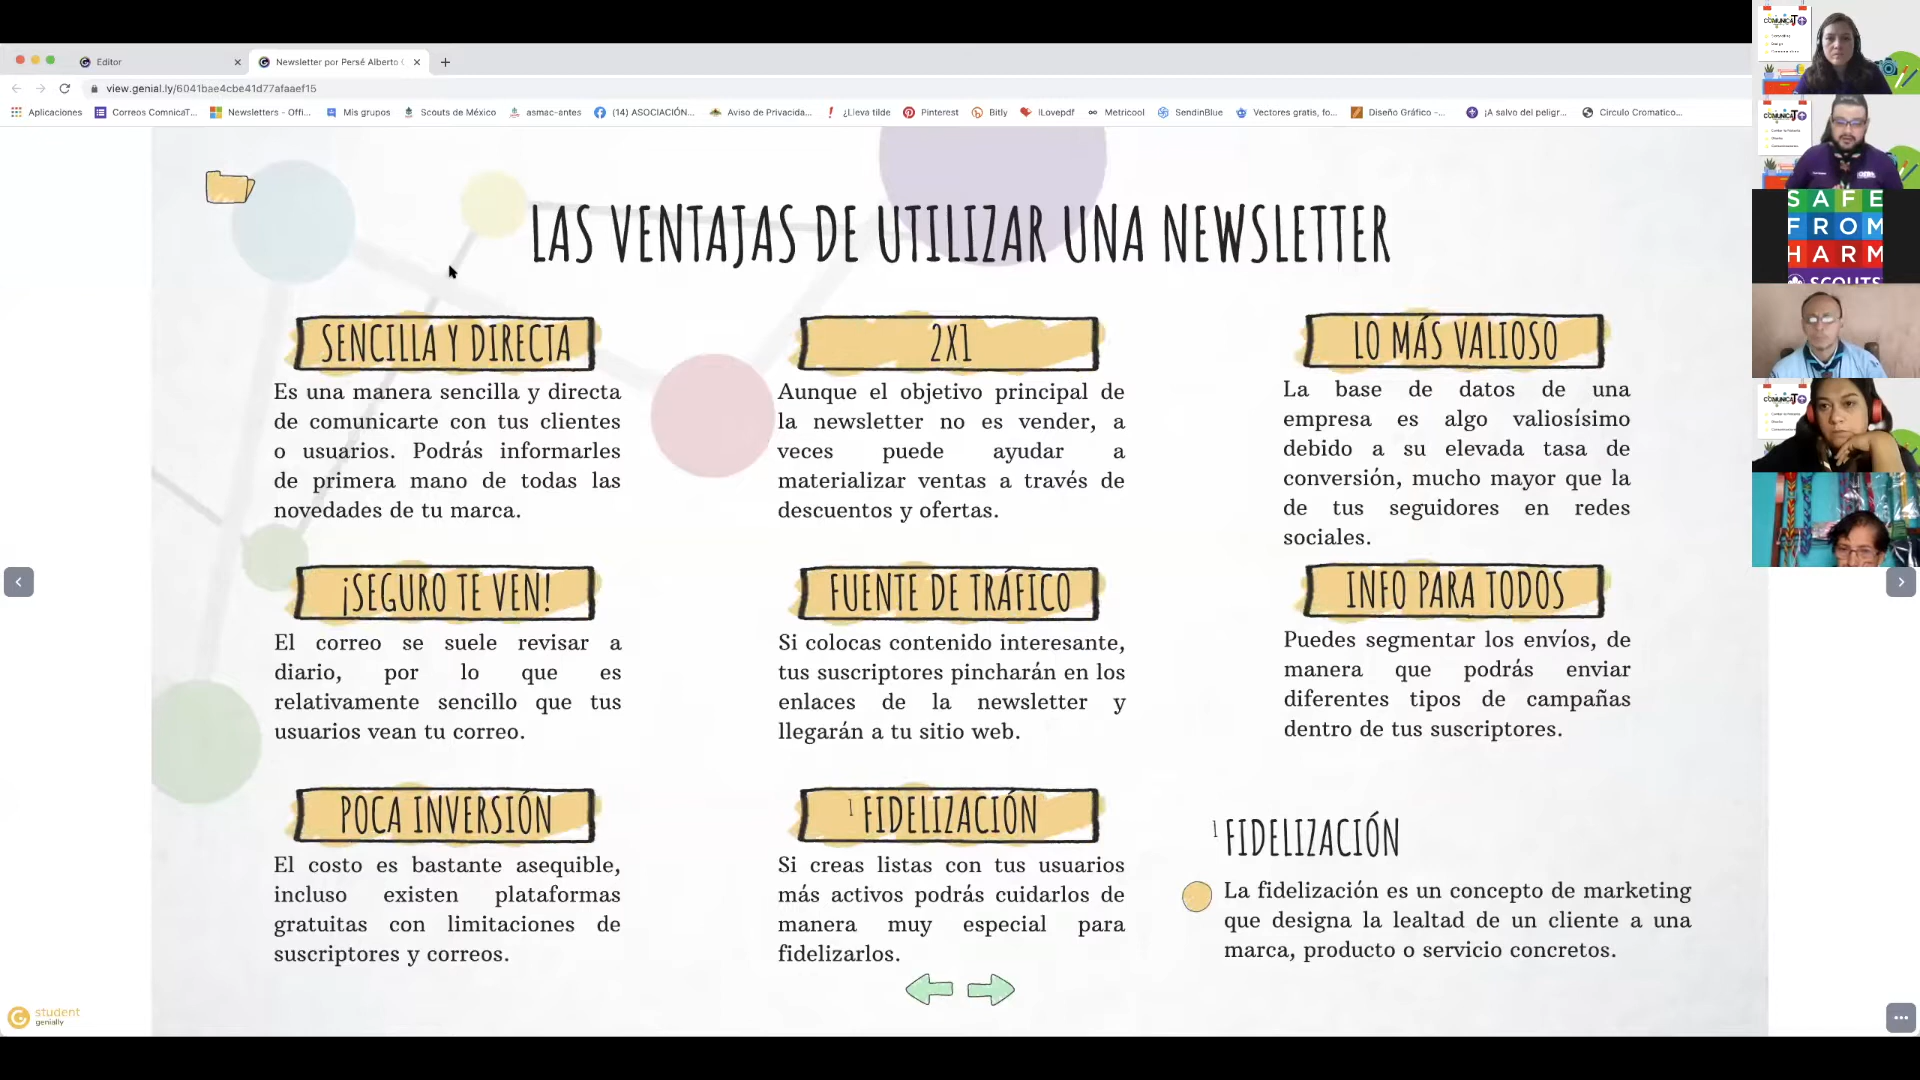 Editor
Newsletter por Persé Alberto
view.genial.ly/6041bae4cbe41d77afaaef15
Aplicaciones
Correos ComnicaT...
Newsletters - Offi...
Mis grupos
Scouts de México
asmac-antes
(14) ASOCIACIÓN...
Aviso de Privacida...
¿Lleva tilde
Pinterest
Bitly
ILovepdf
Metricool
SendinBlue
Vectores gratis, fo...
Diseño Gráfico -...
¡A salvo del peligr...
Circulo Cromatico...
LAS VENTAJAS DE UTILIZAR UNA NEWSLETTER
SENCILLA Y DIRECTA
Es una manera sencilla y directa
de comunicarte con tus clientes
o usuarios. Podrás informarles
de primera mano de todas las
novedades de tu marca.
2X1
Aunque el objetivo principal de
la newsletter no es vender, a
veces puede ayudar a
materializar ventas a través de
descuentos y ofertas.
LO MÁS VALIOSO
La base de datos de una
empresa es algo valiosísimo
debido a su elevada tasa de
conversión, mucho mayor que la
de tus seguidores en redes
sociales.
¡SEGURO TE VEN!
El correo se suele revisar a
diario, por lo que es
relativamente sencillo que tus
usuarios vean tu correo.
FUENTE DE TRÁFICO
Si colocas contenido interesante,
tus suscriptores pincharán en los
enlaces de la newsletter y
llegarán a tu sitio web.
INFO PARA TODOS
Puedes segmentar los envíos, de
manera que podrás enviar
diferentes tipos de campañas
dentro de tus suscriptores.
POCA INVERSIÓN
El costo es bastante asequible,
incluso existen plataformas
gratuitas con limitaciones de
suscriptores y correos.
1 FIDELIZACIÓN
Si creas listas con tus usuarios
más activos podrás cuidarlos de
manera muy especial para
fidelizarlos.
1 FIDELIZACIÓN
La fidelización es un concepto de marketing
que designa la lealtad de un cliente a una
marca, producto o servicio concretos.
student
genially
SAFE
FROM
HARM
SCOUTS